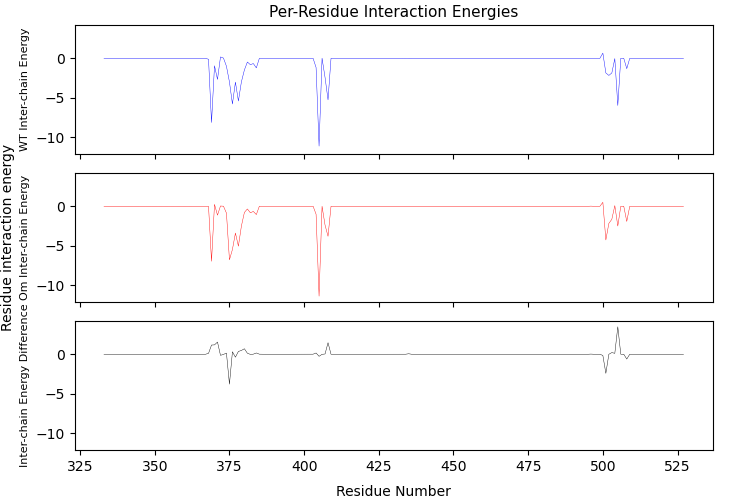 Per-Residue Interaction Energies
WT Inter-chain Energy
0
−5
−10
Residue interaction energy
Om Inter-chain Energy
0
−5
−10
Inter-chain Energy Difference
0
−5
−10
325 350 375 400 425 450 475 500 525
Residue Number